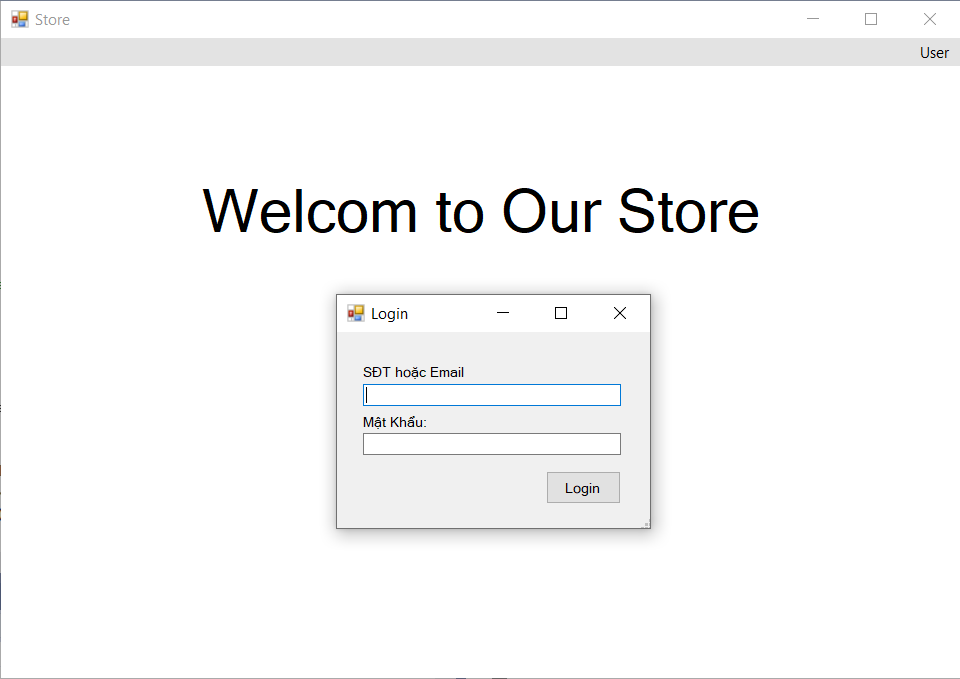 Store
User
Welcom to Our Store
Login
SĐT hoặc Email
Mật Khẩu:
Login